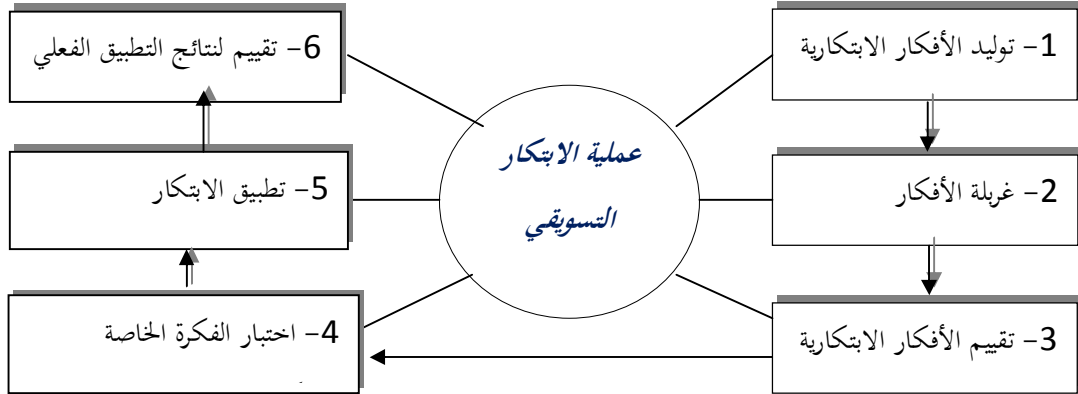 1- توليد الأفكار الابتكارية
2- غربلة الأفكار
3- تقييم الأفكار الابتكارية
4- اختبار الفكرة الخاصة
5- تطبيق الابتكار
6- تقييم لنتائج التطبيق الفعلي
عملية الابتكار
التسويقي